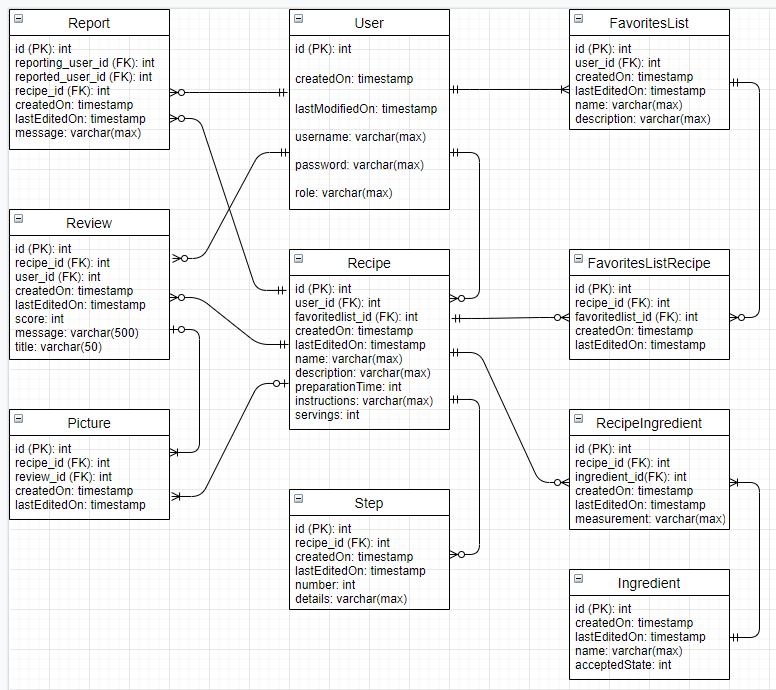 Report
id (PK): int
reporting_user_id (FK): int
reported_user_id (FK): int
recipe_id (FK): int
createdOn: timestamp
lastEditedOn: timestamp
message: varchar(max)
User
id (PK): int
createdOn: timestamp
lastModifiedOn: timestamp
username: varchar(max)
password: varchar(max)
role: varchar(max)
FavoritesList
id (PK): int
user_id (FK): int
createdOn: timestamp
lastEditedOn: timestamp
name: varchar(max)
description: varchar(max)
Review
id (PK): int
recipe_id (FK): int
user_id (FK): int
createdOn: timestamp
lastEditedOn: timestamp
score: int
message: varchar(500)
title: varchar(50)
Recipe
id (PK): int
user_id (FK): int
favoritedlist_id (FK): int
createdOn: timestamp
lastEditedOn: timestamp
name: varchar(max)
description: varchar(max)
preparationTime: int
instructions: varchar(max)
servings: int
FavoritesListRecipe
id (PK): int
recipe_id (FK): int
favoritedlist_id (FK): int
createdOn: timestamp
lastEditedOn: timestamp
Picture
id (PK): int
recipe_id (FK): int
review_id (FK): int
createdOn: timestamp
lastEditedOn: timestamp
Step
id (PK): int
recipe_id (FK): int
createdOn: timestamp
lastEditedOn: timestamp
number: int
details: varchar(max)
RecipeIngredient
id (PK): int
recipe_id (FK): int
ingredient_id(FK): int
createdOn: timestamp
lastEditedOn: timestamp
measurement: varchar(max)
Ingredient
id (PK): int
createdOn: timestamp
lastEditedOn: timestamp
name: varchar(max)
acceptedState: int